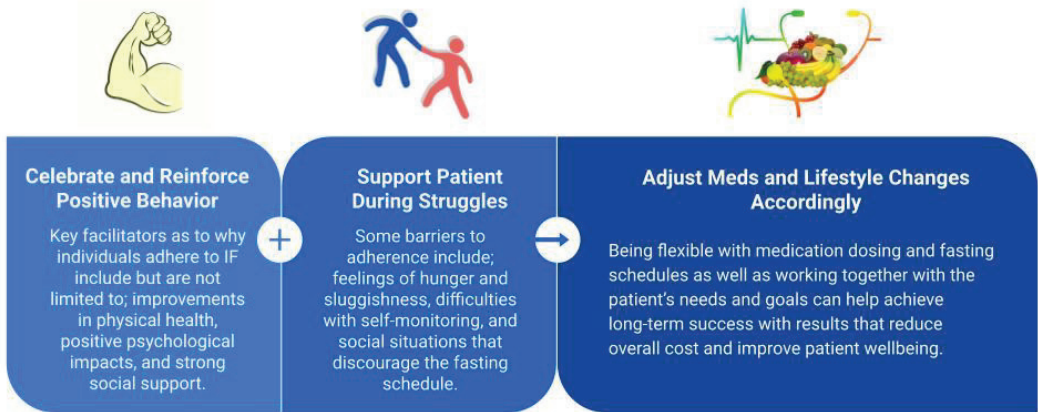 Celebrate and Reinforce
Positive Behavior
Key facilitators as to why
individuals adhere to IF
include but are not
limited to; improvements
in physical health,
positive psychological
impacts, and strong
social support.
+
Support Patient
During Struggles
Some barriers to
adherence include;
feelings of hunger and
sluggishness, difficulties
with self-monitoring, and
social situations that
discourage the fasting
schedule.
Adjust Meds and Lifestyle Changes
Accordingly
Being flexible with medication dosing and fasting
schedules as well as working together with the
patient's needs and goals can help achieve
long-term success with results that reduce
overall cost and improve patient wellbeing.